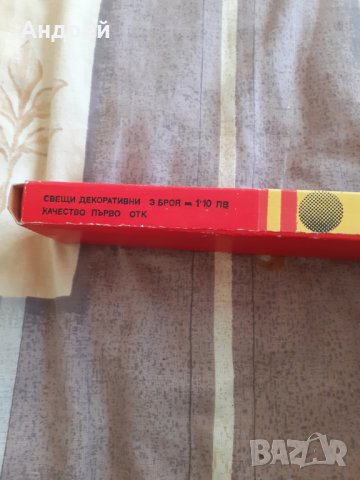 Андрей
СВЕЩИ ДЕКОРАТИВНИ 3 БРОЯ = 1'10 ЛВ
КАЧЕСТВО ПЪРВО ОТК
BAZAR